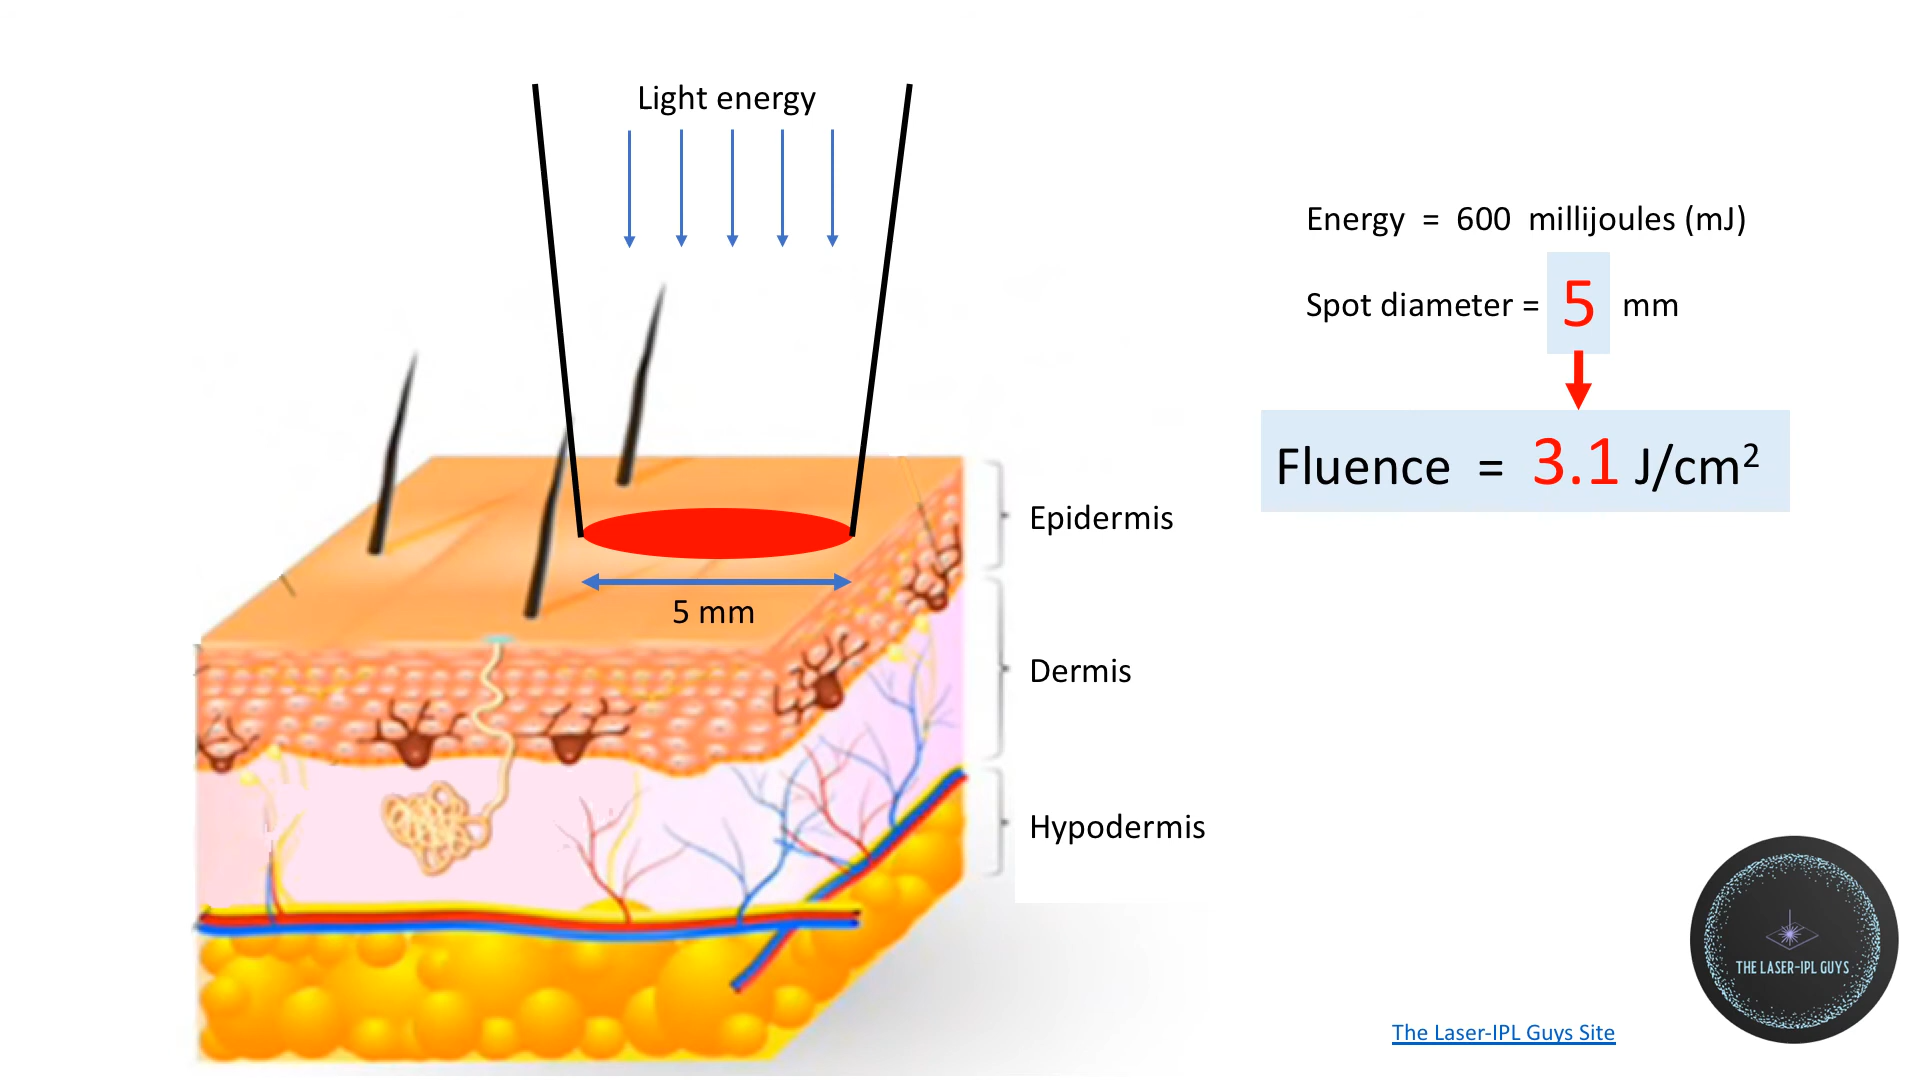 Light energy
Energy = 600 millijoules (mJ)
Spot diameter = 5 mm
Fluence = 3.1 J/cm²
Epidermis
5 mm
Dermis
Hypodermis
THE LASER-IPL GUYS
The Laser-IPL Guys Site